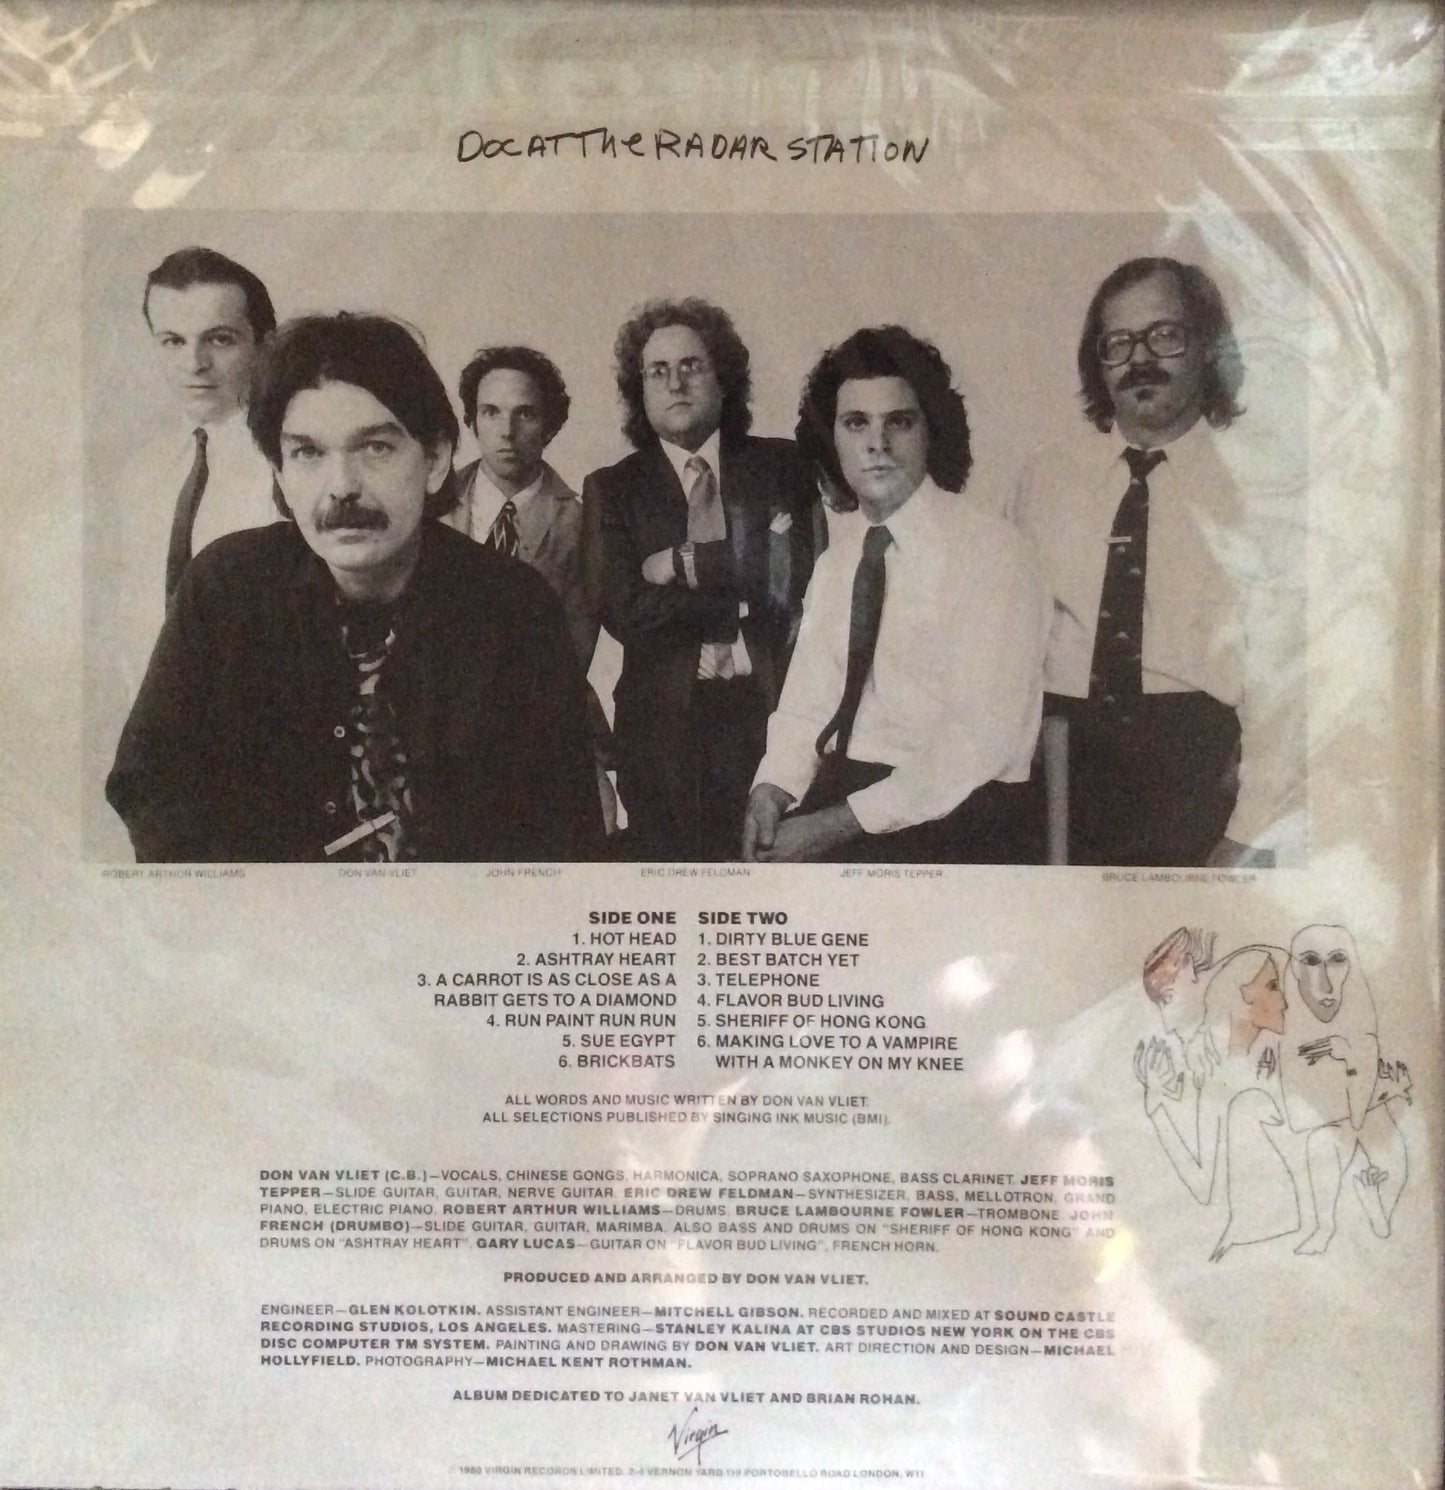 DOC AT THE RADAR STATION
ROBERT ARTHUR WILLIAMS DON VAN VLIET JOHN FRENCH ERIC DREW FELDMAN JEFF MORIS TEPPER BRUCE LAMBOURNE FOWLER
SIDE ONE
1. HOT HEAD
2. ASHTRAY HEART
3. A CARROT IS AS CLOSE AS A
RABBIT GETS TO A DIAMOND
4. RUN PAINT RUN RUN
5. SUE EGYPT
6. BRICKBATS
SIDE TWO
1. DIRTY BLUE GENE
2. BEST BATCH YET
3. TELEPHONE
4. FLAVOR BUD LIVING
5. SHERIFF OF HONG KONG
6. MAKING LOVE TO A VAMPIRE
WITH A MONKEY ON MY KNEE
ALL WORDS AND MUSIC WRITTEN BY DON VAN VLIET.
ALL SELECTIONS PUBLISHED BY SINGING INK MUSIC (BMI).
DON VAN VLIET (C.B.)—VOCALS, CHINESE GONGS, HARMONICA, SOPRANO SAXOPHONE, BASS CLARINET. JEFF MORIS
TEPPER—SLIDE GUITAR, GUITAR, NERVE GUITAR. ERIC DREW FELDMAN—SYNTHESIZER, BASS, MELLOTRON, GRAND
PIANO, ELECTRIC PIANO. ROBERT ARTHUR WILLIAMS—DRUMS. BRUCE LAMBOURNE FOWLER—TROMBONE. JOHN
FRENCH (DRUMBO)—SLIDE GUITAR, GUITAR, MARIMBA, ALSO BASS AND DRUMS ON "SHERIFF OF HONG KONG" AND
DRUMS ON "ASHTRAY HEART". GARY LUCAS—GUITAR ON "FLAVOR BUD LIVING", FRENCH HORN.
PRODUCED AND ARRANGED BY DON VAN VLIET.
ENGINEER—GLEN KOLOTKIN. ASSISTANT ENGINEER—MITCHELL GIBSON. RECORDED AND MIXED AT SOUND CASTLE
RECORDING STUDIOS, LOS ANGELES. MASTERING—STANLEY KALINA AT CBS STUDIOS NEW YORK ON THE CBS
DISC COMPUTER TM SYSTEM. PAINTING AND DRAWING BY DON VAN VLIET. ART DIRECTION AND DESIGN—MICHAEL
HOLLYFIELD. PHOTOGRAPHY—MICHAEL KENT ROTHMAN.
ALBUM DEDICATED TO JANET VAN VLIET AND BRIAN ROHAN.
Virgin
1980 VIRGIN RECORDS LIMITED. 2-4 VERNON YARD 119 PORTOBELLO ROAD LONDON, W11